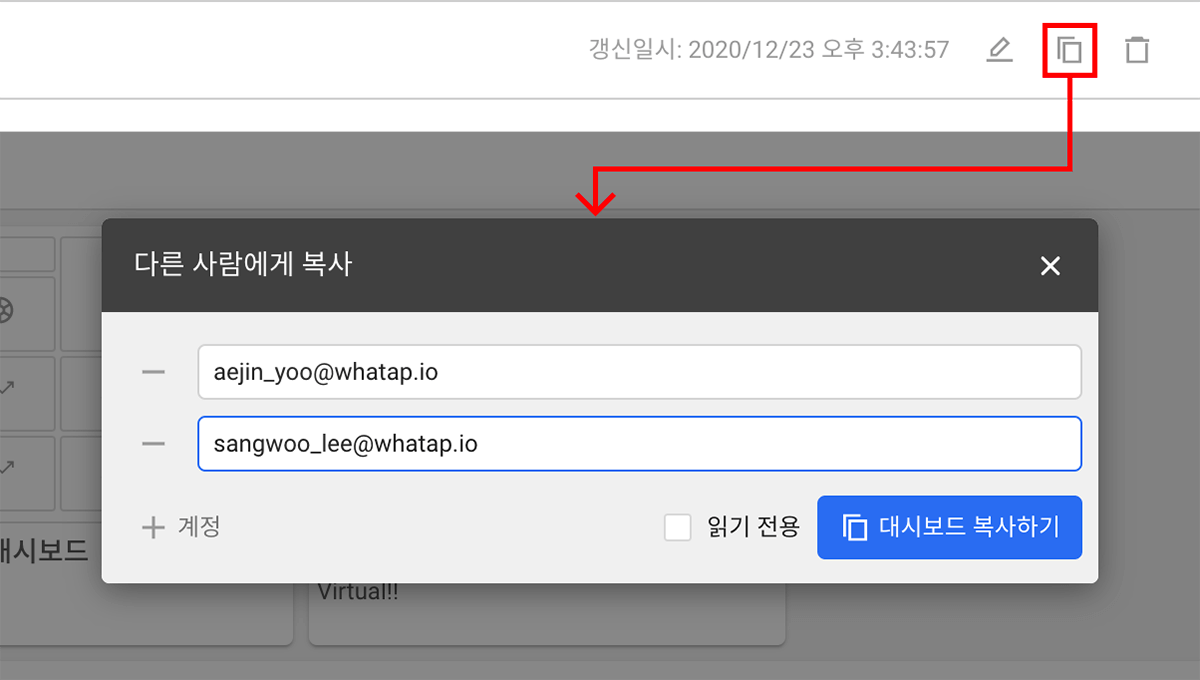 갱신일시: 2020/12/23 오후 3:43:57
다른 사람에게 복사
aejin_yoo@whatap.io
sangwoo_lee@whatap.io
계정
읽기 전용
대시보드 복사하기
대시보드
Virtual!!